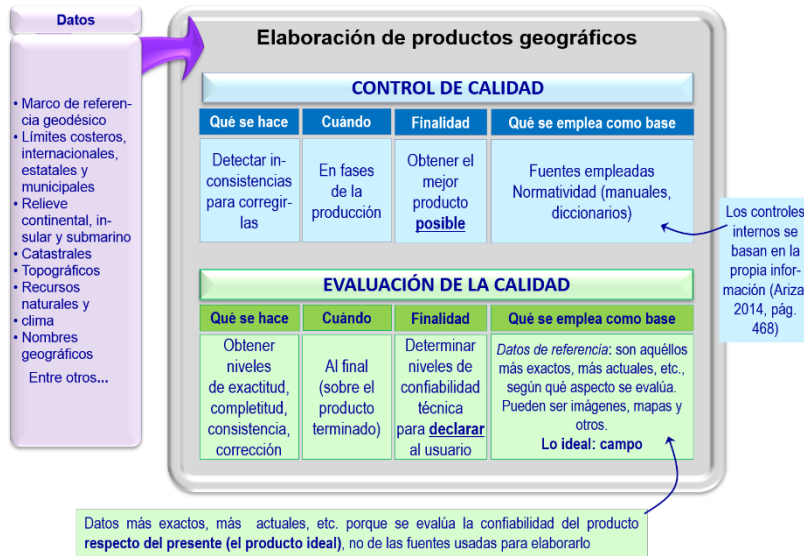 Datos
• Marco de referen-
cia geodésico
• Límites costeros,
internacionales,
estatales y
municipales
• Relieve
continental, in-
sular y submarino
• Catastrales
• Topográficos
• Recursos
naturales y
• clima
• Nombres
geográficos
Entre otros...
Elaboración de productos geográficos
CONTROL DE CALIDAD
Qué se hace
Cuándo
Finalidad
Qué se emplea como base
Detectar in-
consistencias
para corregir-
las
En fases
de la
producción
Obtener el
mejor
producto
posible
Fuentes empleadas
Normatividad (manuales,
diccionarios)
Los controles
internos se
basan en la
propia infor-
mación (Ariza
2014, pág.
468)
EVALUACIÓN DE LA CALIDAD
Qué se hace
Cuándo
Finalidad
Qué se emplea como base
Obtener
niveles
de exactitud,
completitud,
consistencia,
corrección
Al final
(sobre el
producto
terminado)
Determinar
niveles de
confiabilidad
técnica
para declarar
al usuario
Datos de referencia: son aquéllos
más exactos, más actuales, etc.,
según qué aspecto se evalúa.
Pueden ser imágenes, mapas y
otros.
Lo ideal: campo
Datos más exactos, más actuales, etc. porque se evalúa la confiabilidad del producto
respecto del presente (el producto ideal), no de las fuentes usadas para elaborarlo